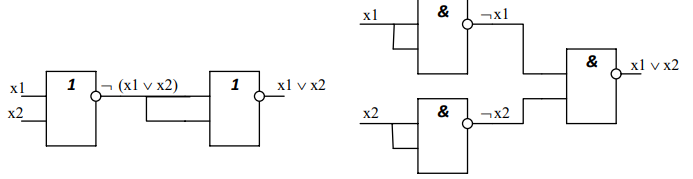 x1
x2
1
¬ (x1 ∨ x2)
1
x1 ∨ x2
x1
&
¬x1
x2
&
¬x2
&
x1 ∨ x2